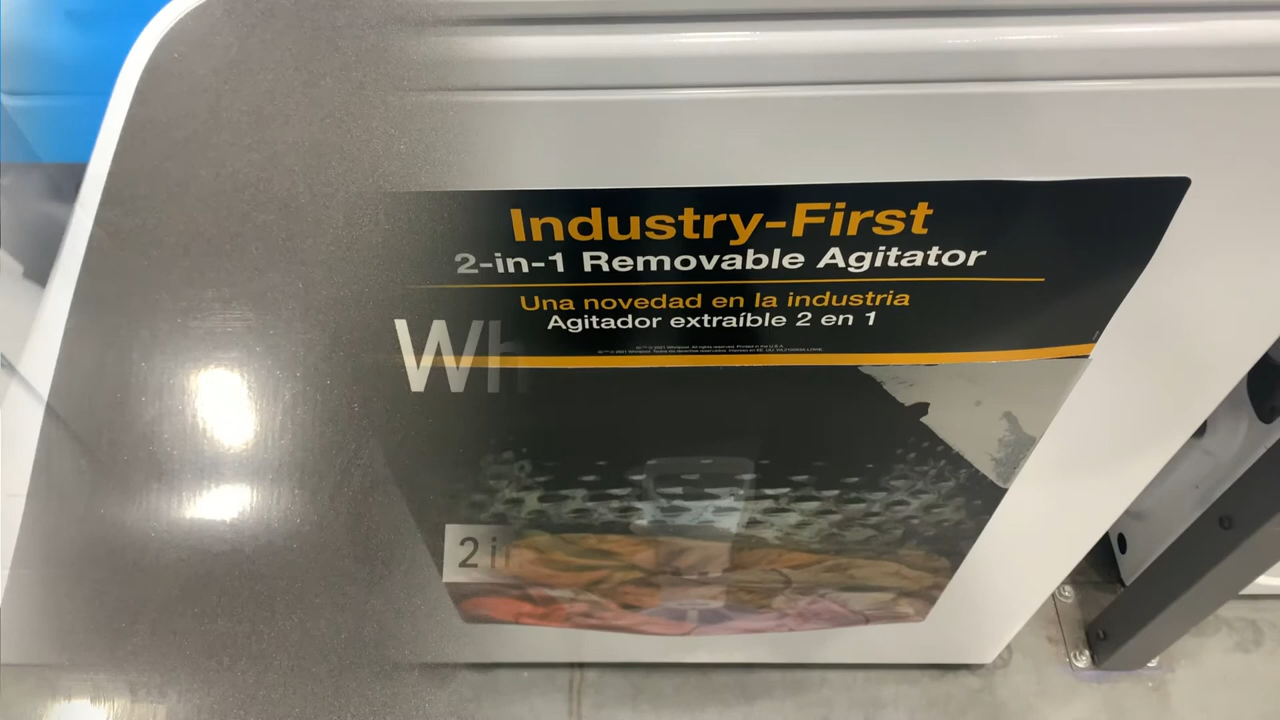 Industry-First
2-in-1 Removable Agitator
Una novedad en la industria
Agitador extraíble 2 en 1
Wh
2 in